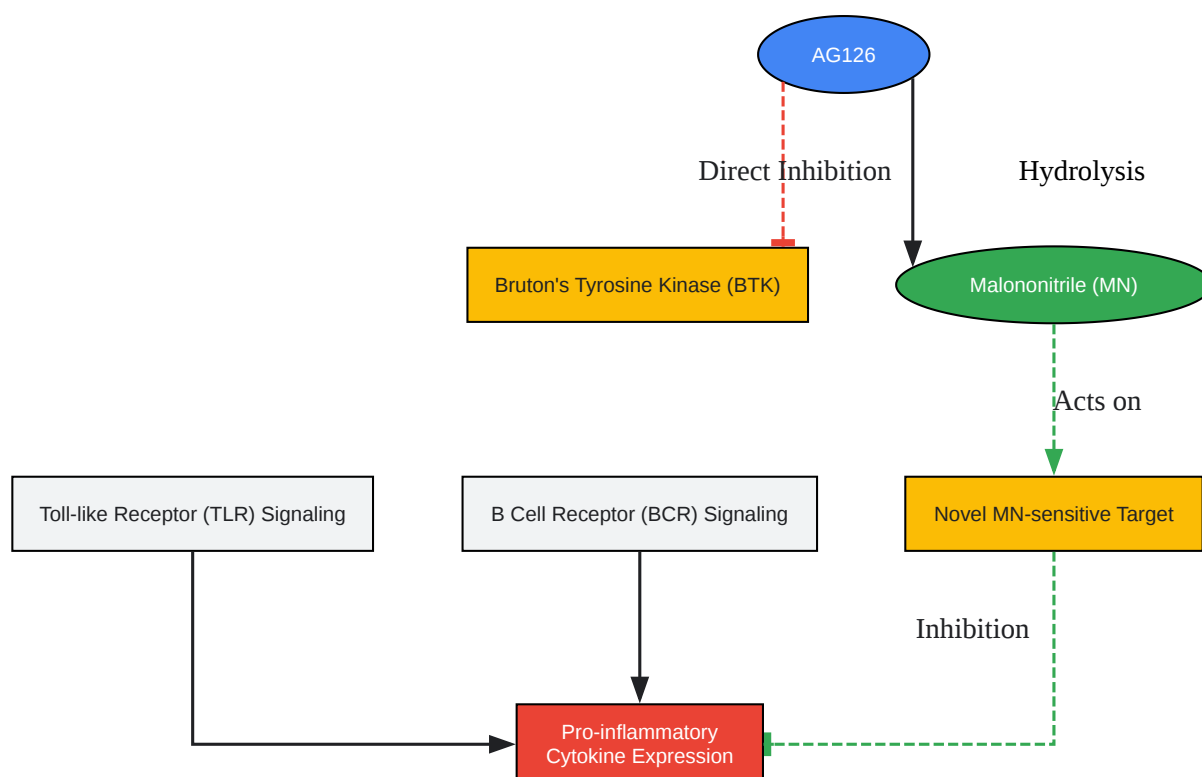 AG126
Direct Inhibition
Hydrolysis
Bruton's Tyrosine Kinase (BTK)
Malononitrile (MN)
Acts on
Toll-like Receptor (TLR) Signaling
B Cell Receptor (BCR) Signaling
Novel MN-sensitive Target
Inhibition
Pro-inflammatory
Cytokine Expression